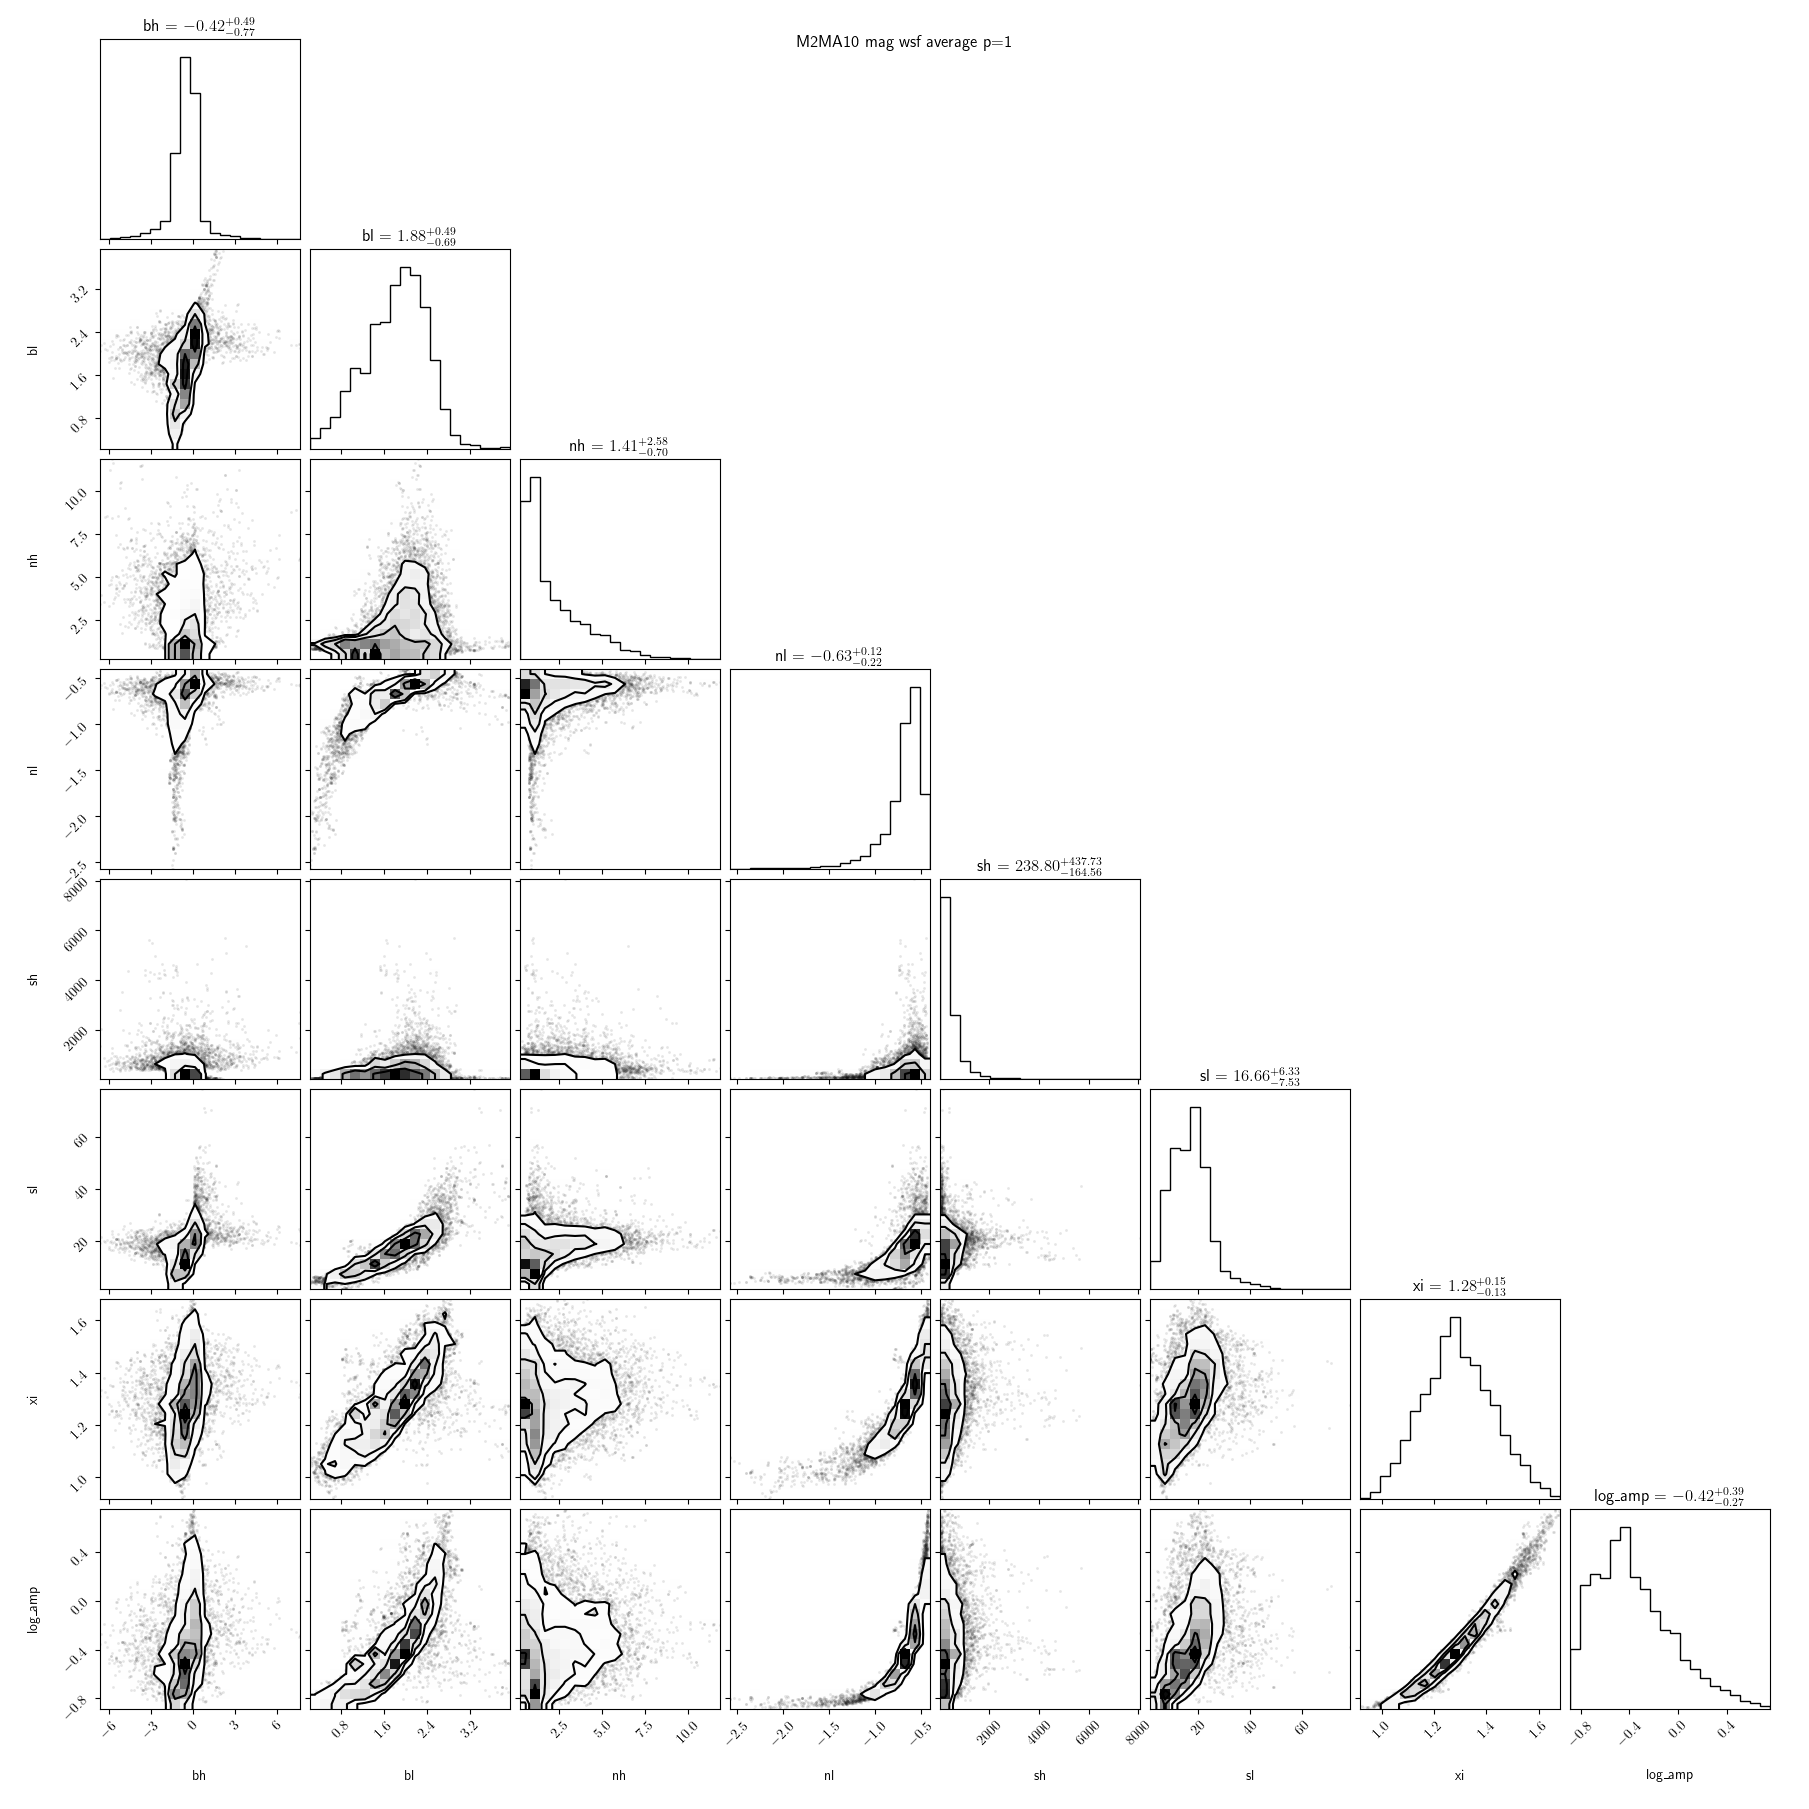 bh = −0.42 +0.49 −0.77
M2MA10 mag wsf average p=1
bl = 1.88 +0.49 −0.69
3.2
2.4
1.6
0.8
bl
nh = 1.41 +2.58 −0.70
10.0
7.5
5.0
2.5
nh
nl = −0.63 +0.12 −0.22
−0.5
−1.0
−1.5
−2.0
−2.5
nl
sh = 238.80 +437.73 −164.56
8000
6000
4000
2000
sh
sl = 16.66 +6.33 −7.53
60
40
20
sl
xi = 1.28 +0.15 −0.13
1.6
1.4
1.2
1.0
xi
log_amp = −0.42 +0.39 −0.27
0.4
0.0
−0.4
−0.8
log_amp
−6 −3 0 3 6 0.8 1.6 2.4 3.2 2.5 5.0 7.5 10.0 −2.5 −2.0 −1.5 −1.0 −0.5 2000 4000 6000 8000 20 40 60 1.0 1.2 1.4 1.6 −0.8 −0.4 0.0 0.4
bh bl nh nl sh sl xi log_amp